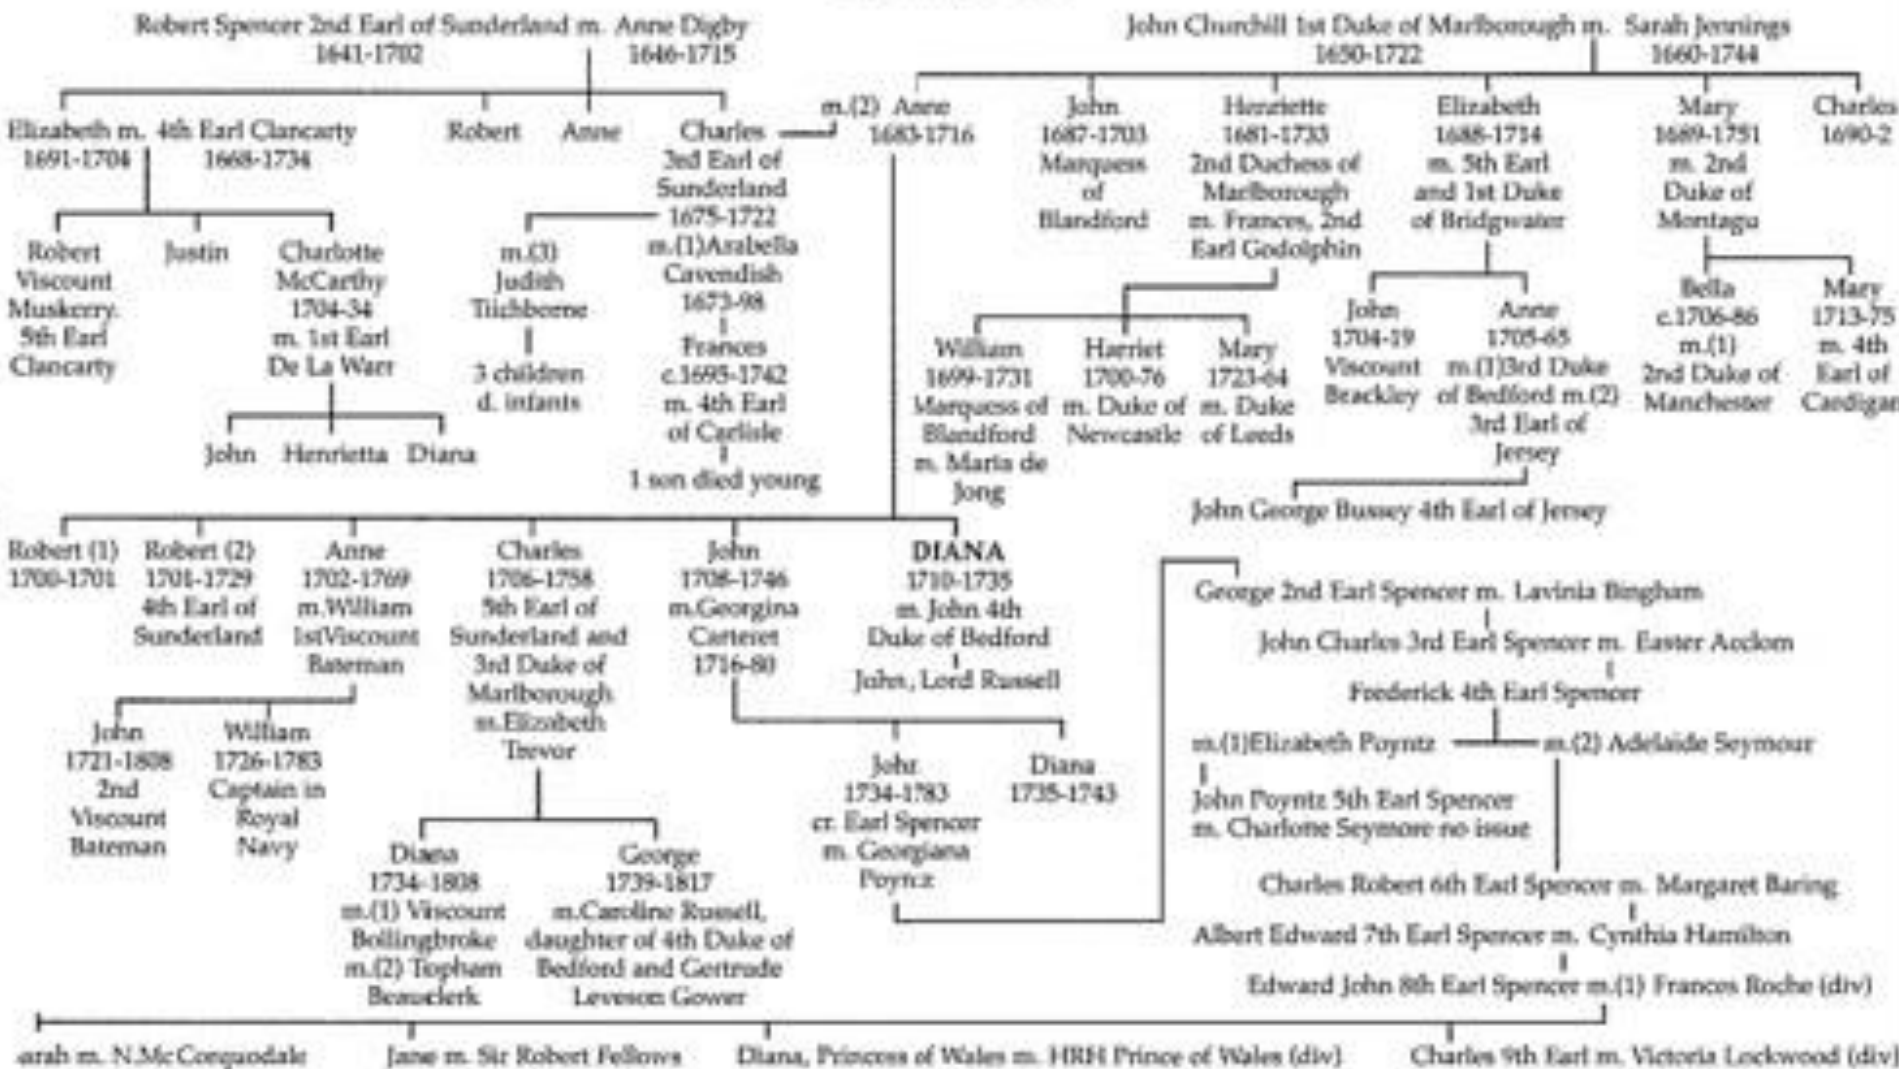 Robert Spencer 2nd Earl of Sunderland m. Anne Digby
1641-1702 1646-1715
John Churchill 1st Duke of Marlborough m. Sarah Jennings
1650-1722 1660-1744
Elizabeth m. 4th Earl Clancarty
1691-1704 1668-1734
Robert
Anne
Charles
3rd Earl of
Sunderland
1675-1722
m.(1)Arabella
Cavendish
1673-98
Frances
c.1695-1742
m. 4th Earl
of Carlisle
1 son died young
m.(2) Anne
1683-1716
John
1687-1703
Marquess
of
Blandford
Henriette
1681-1733
2nd Duchess of
Marlborough
m. Frances, 2nd
Earl Godolphin
Elizabeth
1688-1714
m. 5th Earl
and 1st Duke
of Bridgwater
Mary
1689-1751
m. 2nd
Duke of
Montagu
Charles
1690-2
Robert
Viscount
Muskerry.
5th Earl
Clancarty
Justin
Charlotte
McCarthy
1704-34
m. 1st Earl
De La Warr
John Henrietta Diana
m.(3)
Judith
Tiichborne
3 children
d. infants
William
1699-1731
Marquess of
Blandford
m. Maria de
Jong
Harriet
1700-76
m. Duke of
Newcastle
Mary
1723-64
m. Duke
of Leeds
John
1704-19
Viscount
Brackley
Anne
1705-65
m.(1)3rd Duke
of Bedford m.(2)
3rd Earl of
Jersey
Bella
c.1706-86
m.(1)
2nd Duke of
Manchester
Mary
1713-75
m. 4th
Earl of
Cardigan
John George Bussey 4th Earl of Jersey
Robert (1)
1700-1701
Robert (2)
1701-1729
4th Earl of
Sunderland
Anne
1702-1769
m.William
1stViscount
Bateman
Charles
1706-1758
5th Earl of
Sunderland and
3rd Duke of
Marlborough
m.Elizabeth
Trevor
John
1708-1746
m.Georgina
Carteret
1716-80
DIANA
1710-1735
m. John 4th
Duke of Bedford
John, Lord Russell
John
1721-1808
2nd
Viscount
Bateman
William
1726-1783
Captain in
Royal
Navy
Diana
1734-1808
m.(1) Viscount
Bollingbroke
m.(2) Topham
Beauclerk
George
1739-1817
m.Caroline Russell,
daughter of 4th Duke of
Bedford and Gertrude
Leveson Gower
John
1734-1783
cr. Earl Spencer
m. Georgiana
Poyntz
Diana
1735-1743
George 2nd Earl Spencer m. Lavinia Bingham
John Charles 3rd Earl Spencer m. Easter Acclom
Frederick 4th Earl Spencer
m.(1)Elizabeth Poyntz m.(2) Adelaide Seymour
John Poyntz 5th Earl Spencer
m. Charlotte Seymore no issue
Charles Robert 6th Earl Spencer m. Margaret Baring
Albert Edward 7th Earl Spencer m. Cynthia Hamilton
Edward John 8th Earl Spencer m.(1) Frances Roche (div)
arah m. N.McCorquodale
Jane m. Sir Robert Fellows
Diana, Princess of Wales m. HRH Prince of Wales (div)
Charles 9th Earl m. Victoria Lockwood (div)